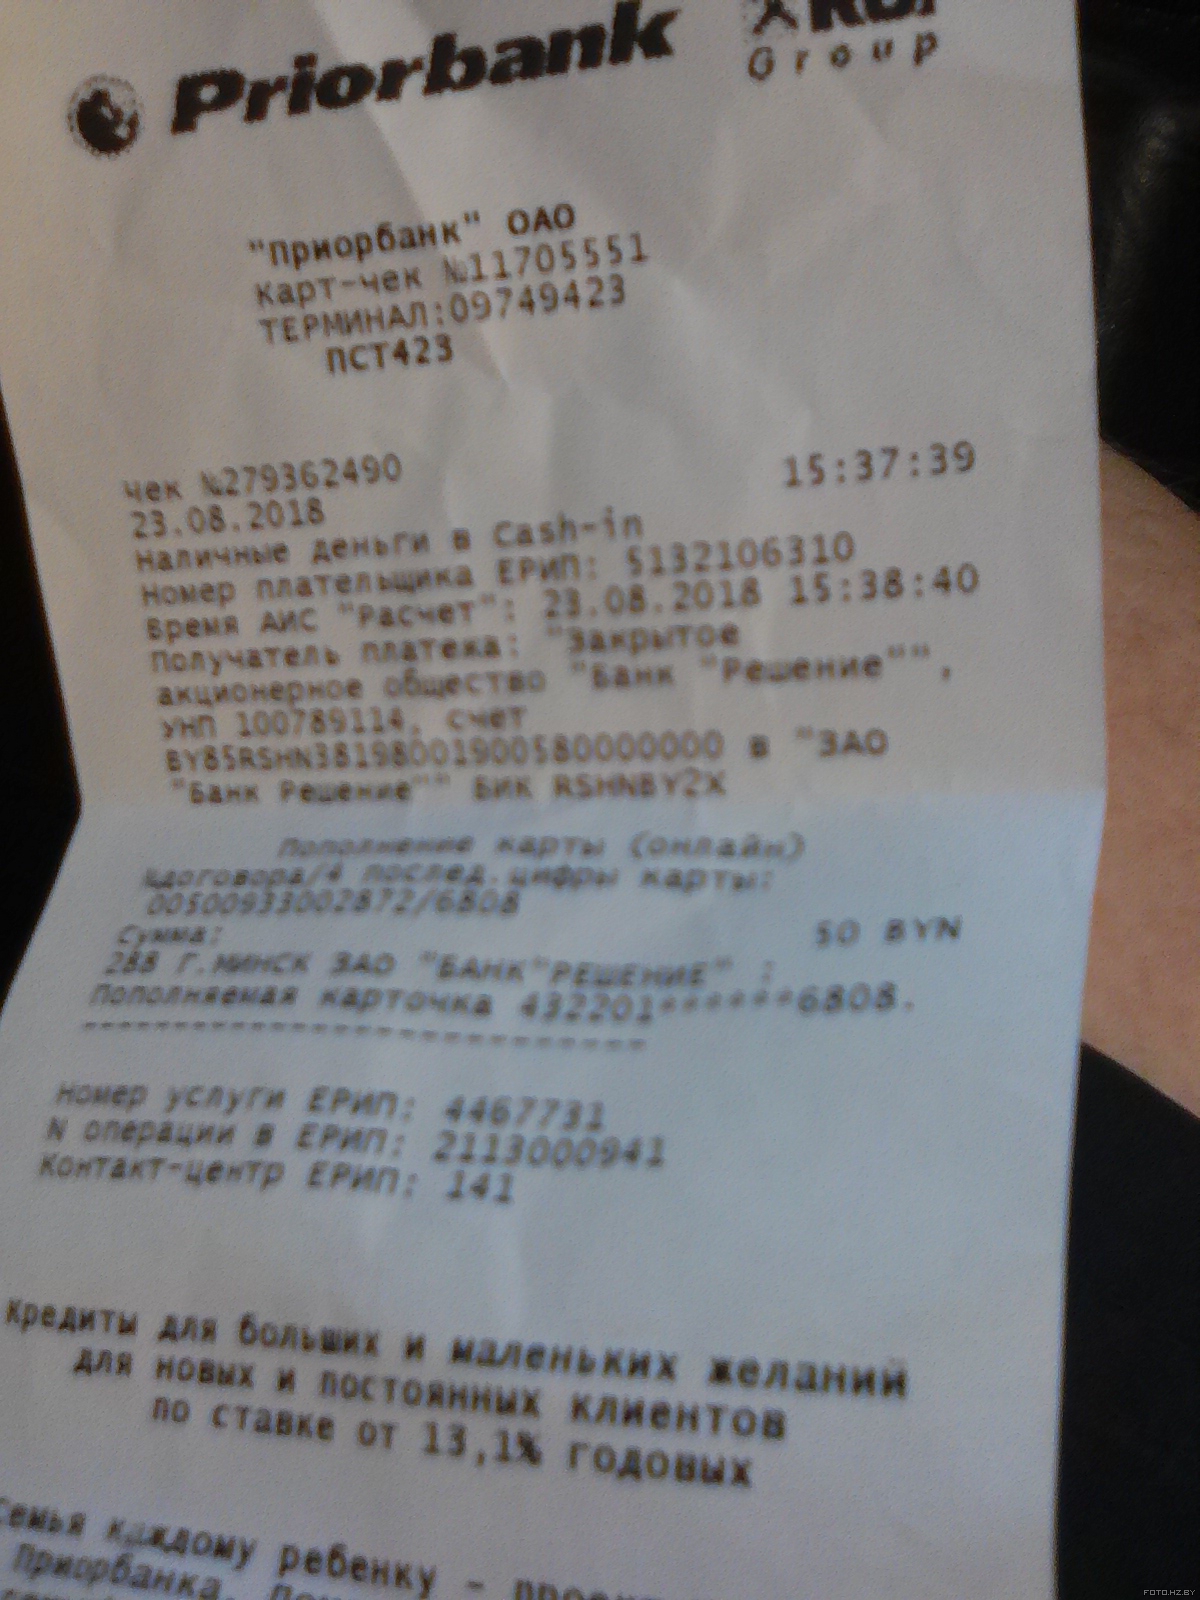 Priorbank
Group
"Приорбанк" ОАО
Карт-чек №11705551
ТЕРМИНАЛ:09749423
ПСТ423
Чек №279362490 15:37:39
23.08.2018
Наличные деньги в Cash-in
Номер плательщика ЕРИП: 5132106310
Время АИС "Расчет": 23.08.2018 15:38:40
Получатель платежа: "Закрытое
акционерное общество "Банк "Решение"",
УНП 100789114, счет
BY85RSHN38198001900580000000 в "ЗАО
"Банк Решение"" БИК RSHNBY2X
Пополнение карты (онлайн)
№договора/4 послед.цифры карты:
00500933002872/6808
Сумма: 50 BYN
288 Г.МИНСК ЗАО "БАНК"РЕШЕНИЕ" :
Пополняемая карточка 432201******6808.
------------------------------
Номер услуги ЕРИП: 4467731
N операции в ЕРИП: 2113000941
Контакт-центр ЕРИП: 141
Кредиты для больших и маленьких желаний
для новых и постоянных клиентов
по ставке от 13,1% годовых
Семья каждому ребенку -
Приорбанка.
FOTO.HZ.BY